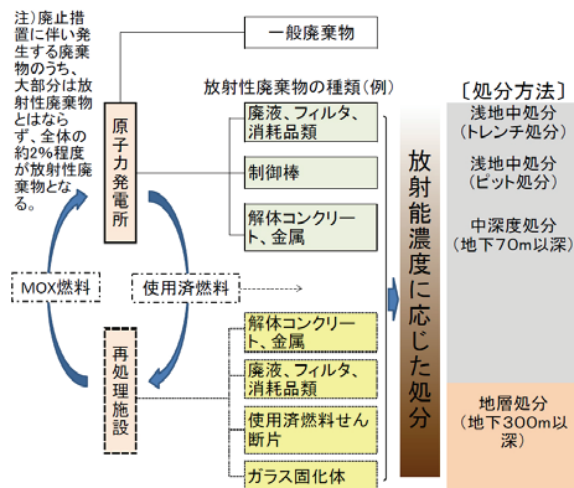 注）廃止措
置に伴い発
生する廃棄
物のうち、
大部分は放
射性廃棄物
とはなら
ず、全体の
約2％程度
が放射性廃
棄物とな
る。
一般廃棄物
原子力発電所
放射性廃棄物の種類（例）
廃液、フィルタ、
消耗品類
制御棒
解体コンクリー
ト、金属
MOX燃料
使用済燃料
再処理施設
解体コンクリー
ト、金属
廃液、フィルタ、
消耗品類
使用済燃料せん
断片
ガラス固化体
放射能濃度に応じた処分
〔処分方法〕
浅地中処分
（トレンチ処分）
浅地中処分
（ピット処分）
中深度処分
（地下70m以深）
地層処分
（地下300m以
深）